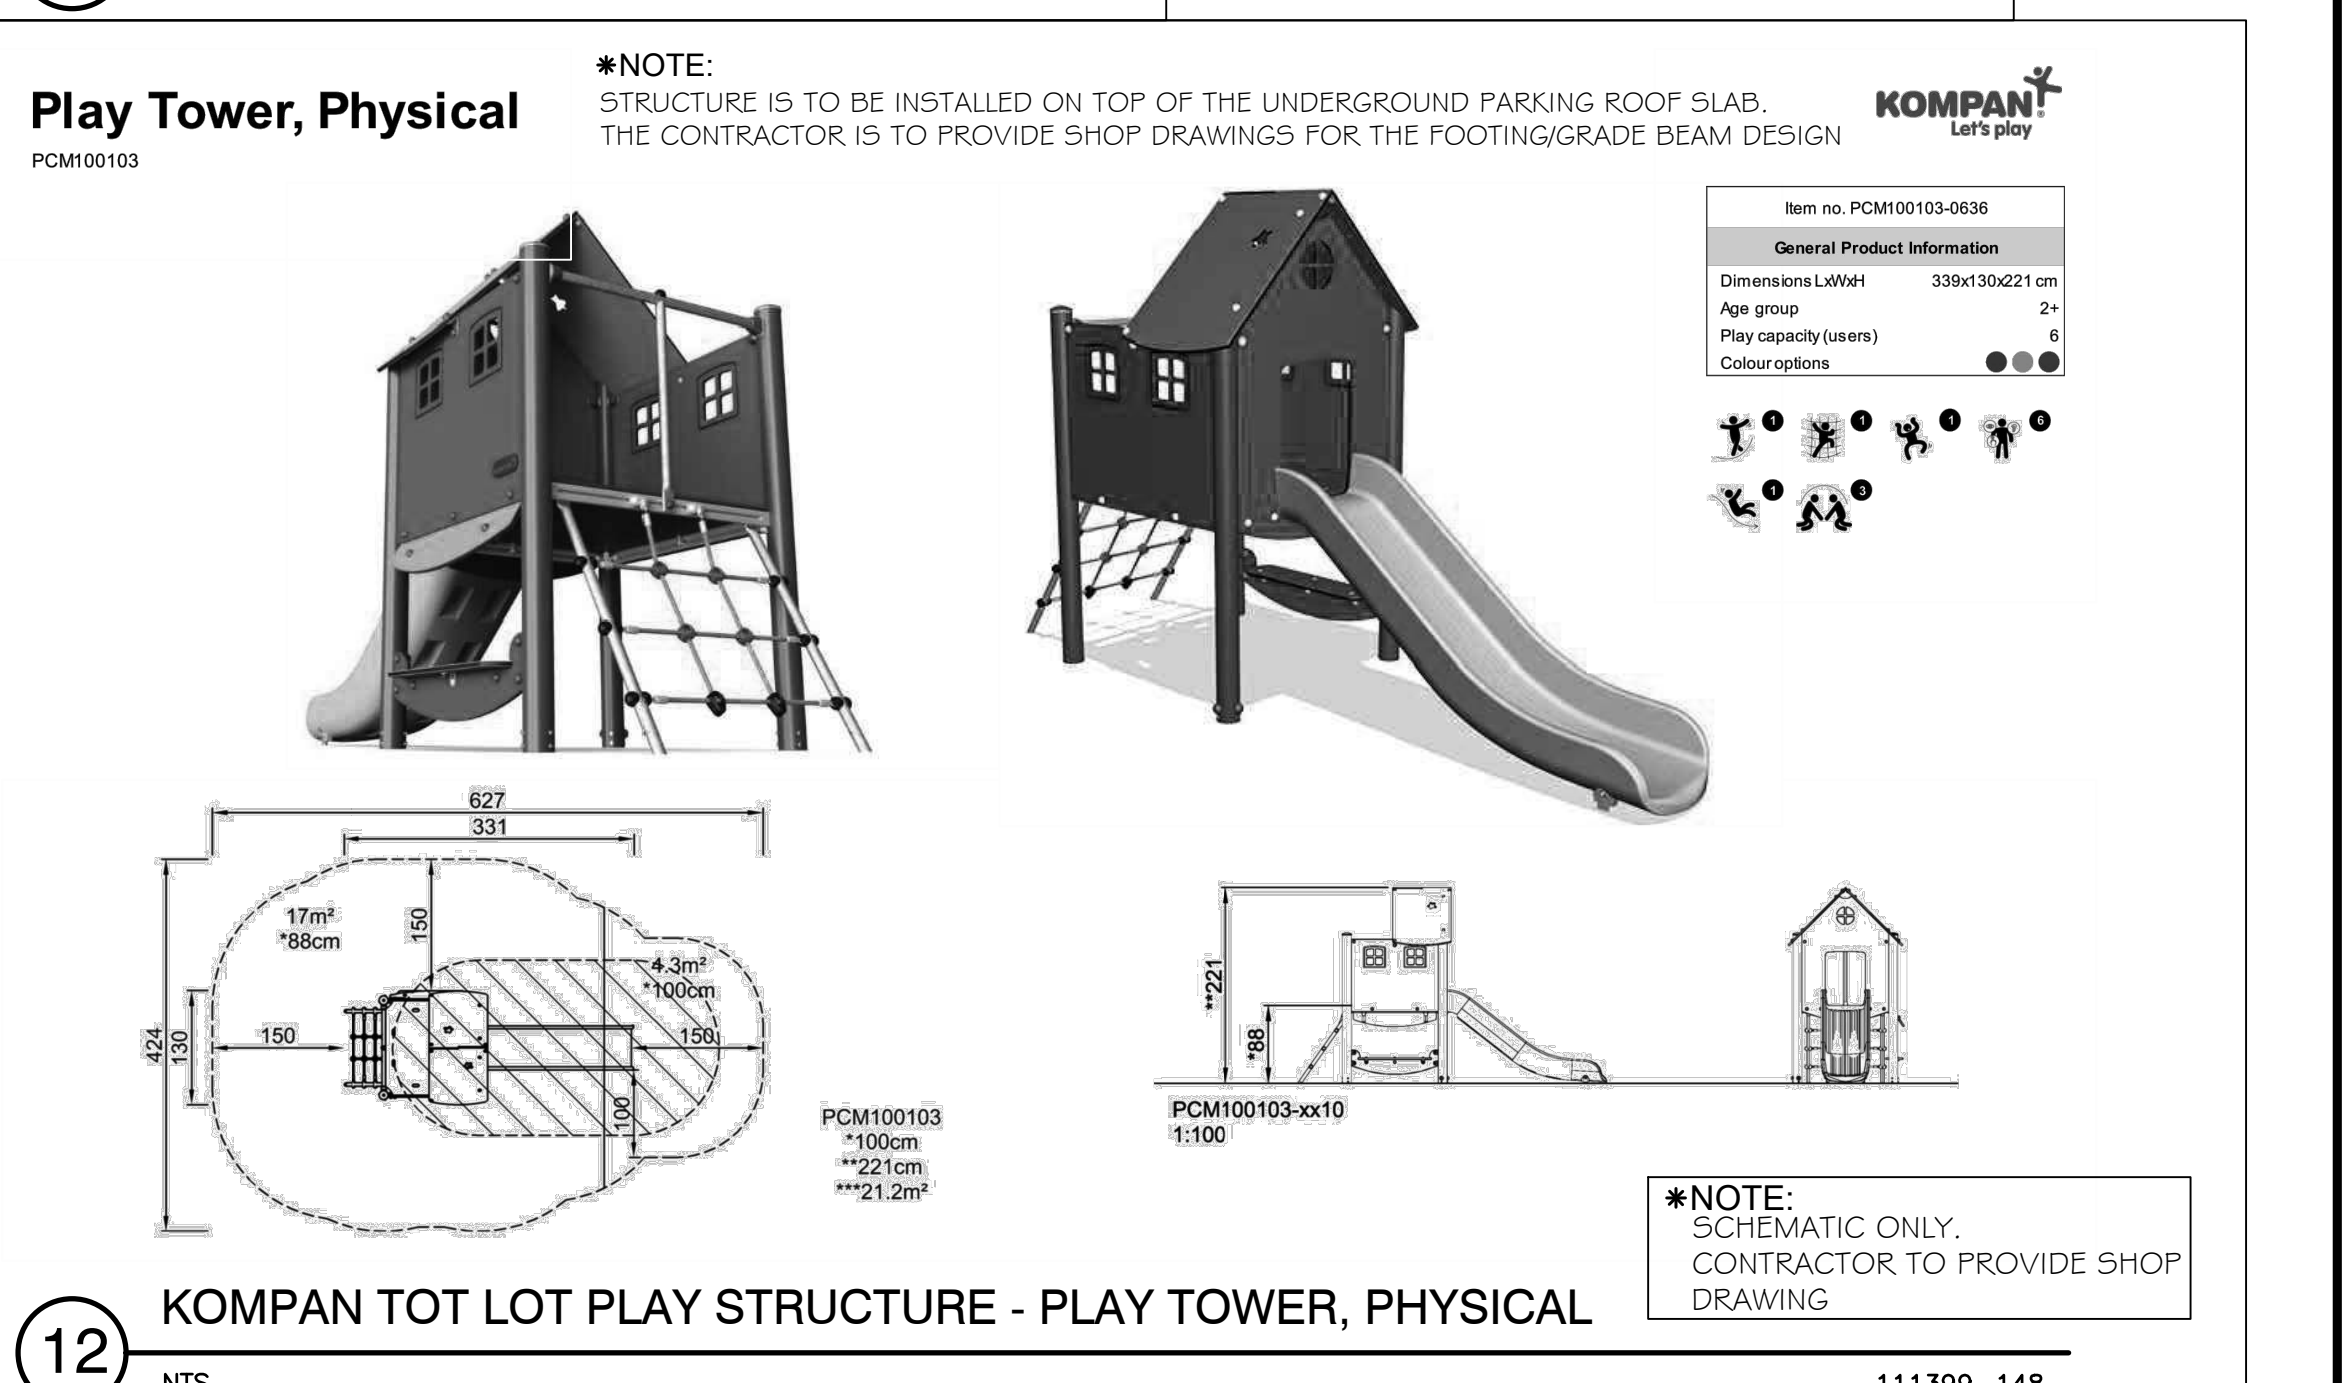 *NOTE:
STRUCTURE IS TO BE INSTALLED ON TOP OF THE UNDERGROUND PARKING ROOF SLAB.
THE CONTRACTOR IS TO PROVIDE SHOP DRAWINGS FOR THE FOOTING/GRADE BEAM DESIGN
Play Tower, Physical
PCM100103
KOMPAN!
Let's play
Item no. PCM100103-0636
General Product Information
Dimensions LxWxH 339x130x221 cm
Age group 2+
Play capacity (users) 6
Colour options
1 1 1 6
1 3
627
331
17m²
*88cm
150
4.3m²
*100cm
424
130
150
150
100
PCM100103
*100cm
**221cm
***21.2m²
**221
*88
PCM100103-xx10
1:100
*NOTE:
SCHEMATIC ONLY.
CONTRACTOR TO PROVIDE SHOP
DRAWING
12
KOMPAN TOT LOT PLAY STRUCTURE - PLAY TOWER, PHYSICAL
NTS
111399-148